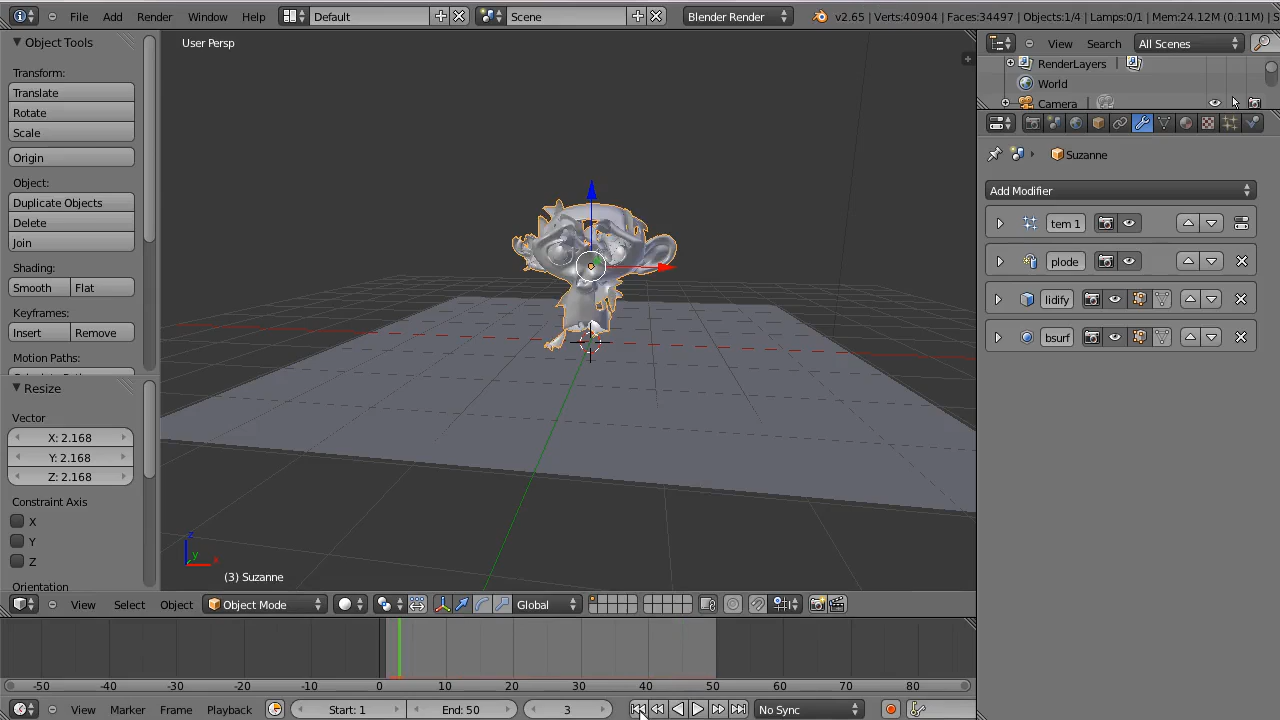 File Add Render Window Help Default Scene Blender Render v2.65 | Verts:40904 | Faces:34497 | Objects:1/4 | Lamps:0/1 | Mem:24.12M (0.11M) | S
Object Tools
Transform:
Translate
Rotate
Scale
Origin
Object:
Duplicate Objects
Delete
Join
Shading:
Smooth Flat
Keyframes:
Insert Remove
Motion Paths:
Resize
Vector
X: 2.168
Y: 2.168
Z: 2.168
Constraint Axis
X
Y
Z
Orientation
User Persp
z
y
x
(3) Suzanne
View Select Object Object Mode Global
-50 -40 -30 -20 -10 0 10 20 30 40 50 60 70 80
View Marker Frame Playback Start: 1 End: 50 3 No Sync
View Search All Scenes
RenderLayers
World
Camera
Suzanne
Add Modifier
tem 1
plode
lidify
bsurf